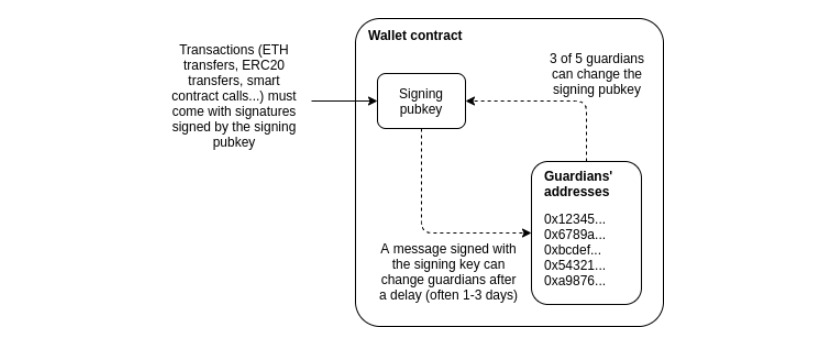 Transactions (ETH
transfers, ERC20
transfers, smart
contract calls...) must
come with signatures
signed by the signing
pubkey
Wallet contract
Signing
pubkey
3 of 5 guardians
can change the
signing pubkey
Guardians'
addresses
0x12345...
0x6789a...
0xbcdef...
0x54321...
0xa9876...
A message signed with
the signing key can
change guardians after
a delay (often 1-3 days)